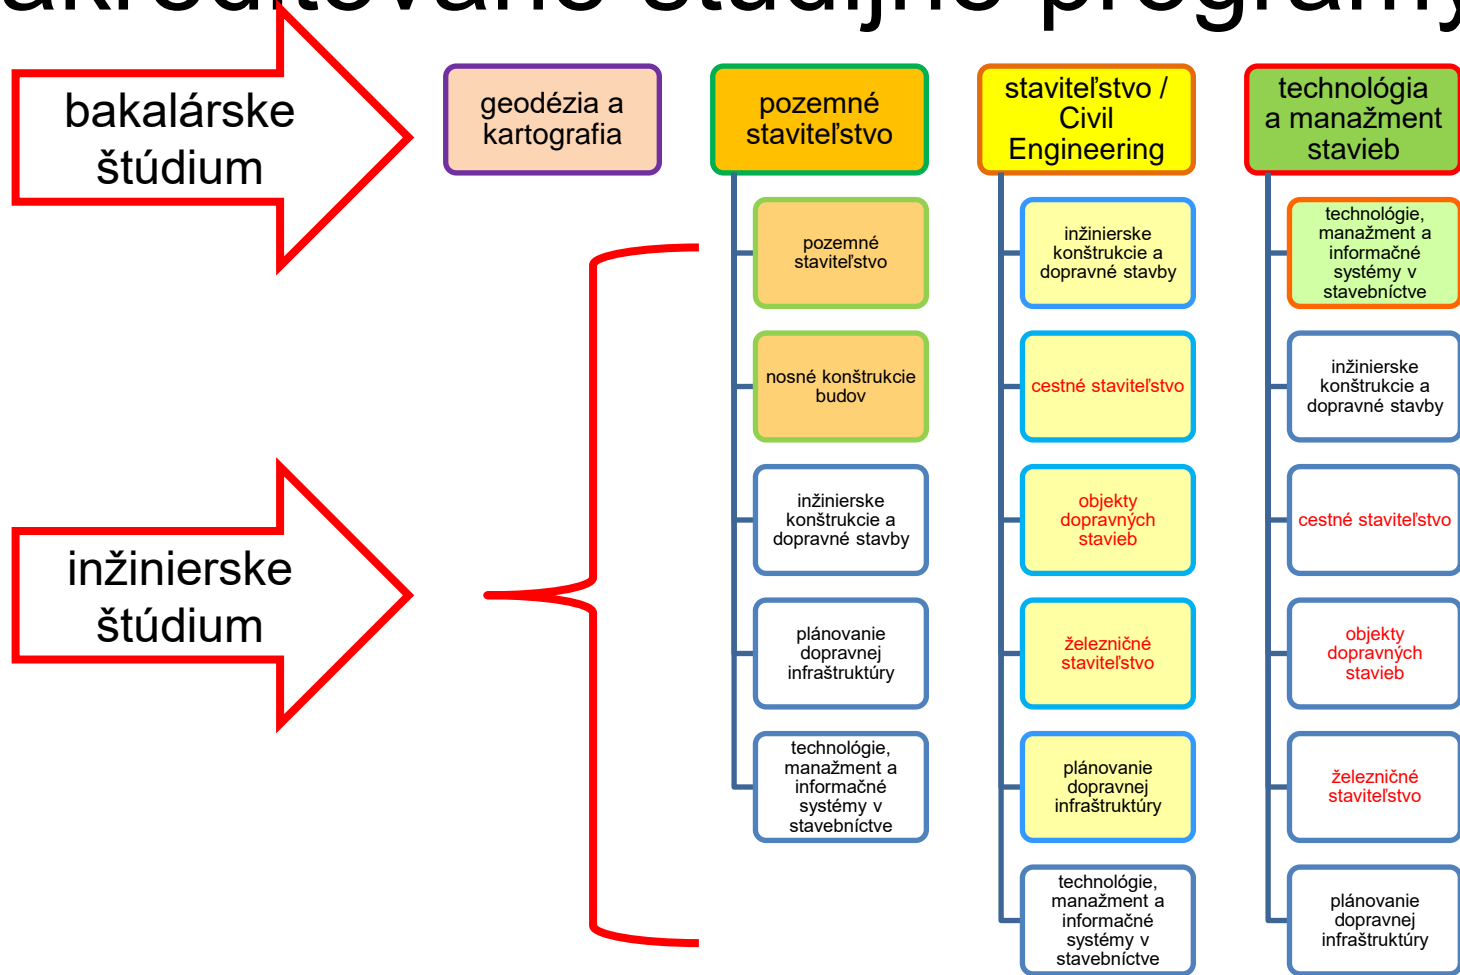 akreditované študijné programy
bakalárske
štúdium
geodézia a
kartografia
pozemné
staviteľstvo
staviteľstvo /
Civil
Engineering
technológia
a manažment
stavieb
inžinierske
štúdium
pozemné
staviteľstvo
nosné konštrukcie
budov
inžinierske
konštrukcie a
dopravné stavby
plánovanie
dopravnej
infraštruktúry
technológie,
manažment a
informačné
systémy v
stavebníctve
inžinierske
konštrukcie a
dopravné stavby
cestné staviteľstvo
objekty
dopravných
stavieb
železničné
staviteľstvo
plánovanie
dopravnej
infraštruktúry
technológie,
manažment a
informačné
systémy v
stavebníctve
technológie,
manažment a
informačné
systémy v
stavebníctve
inžinierske
konštrukcie a
dopravné stavby
cestné staviteľstvo
objekty
dopravných
stavieb
železničné
staviteľstvo
plánovanie
dopravnej
infraštruktúry